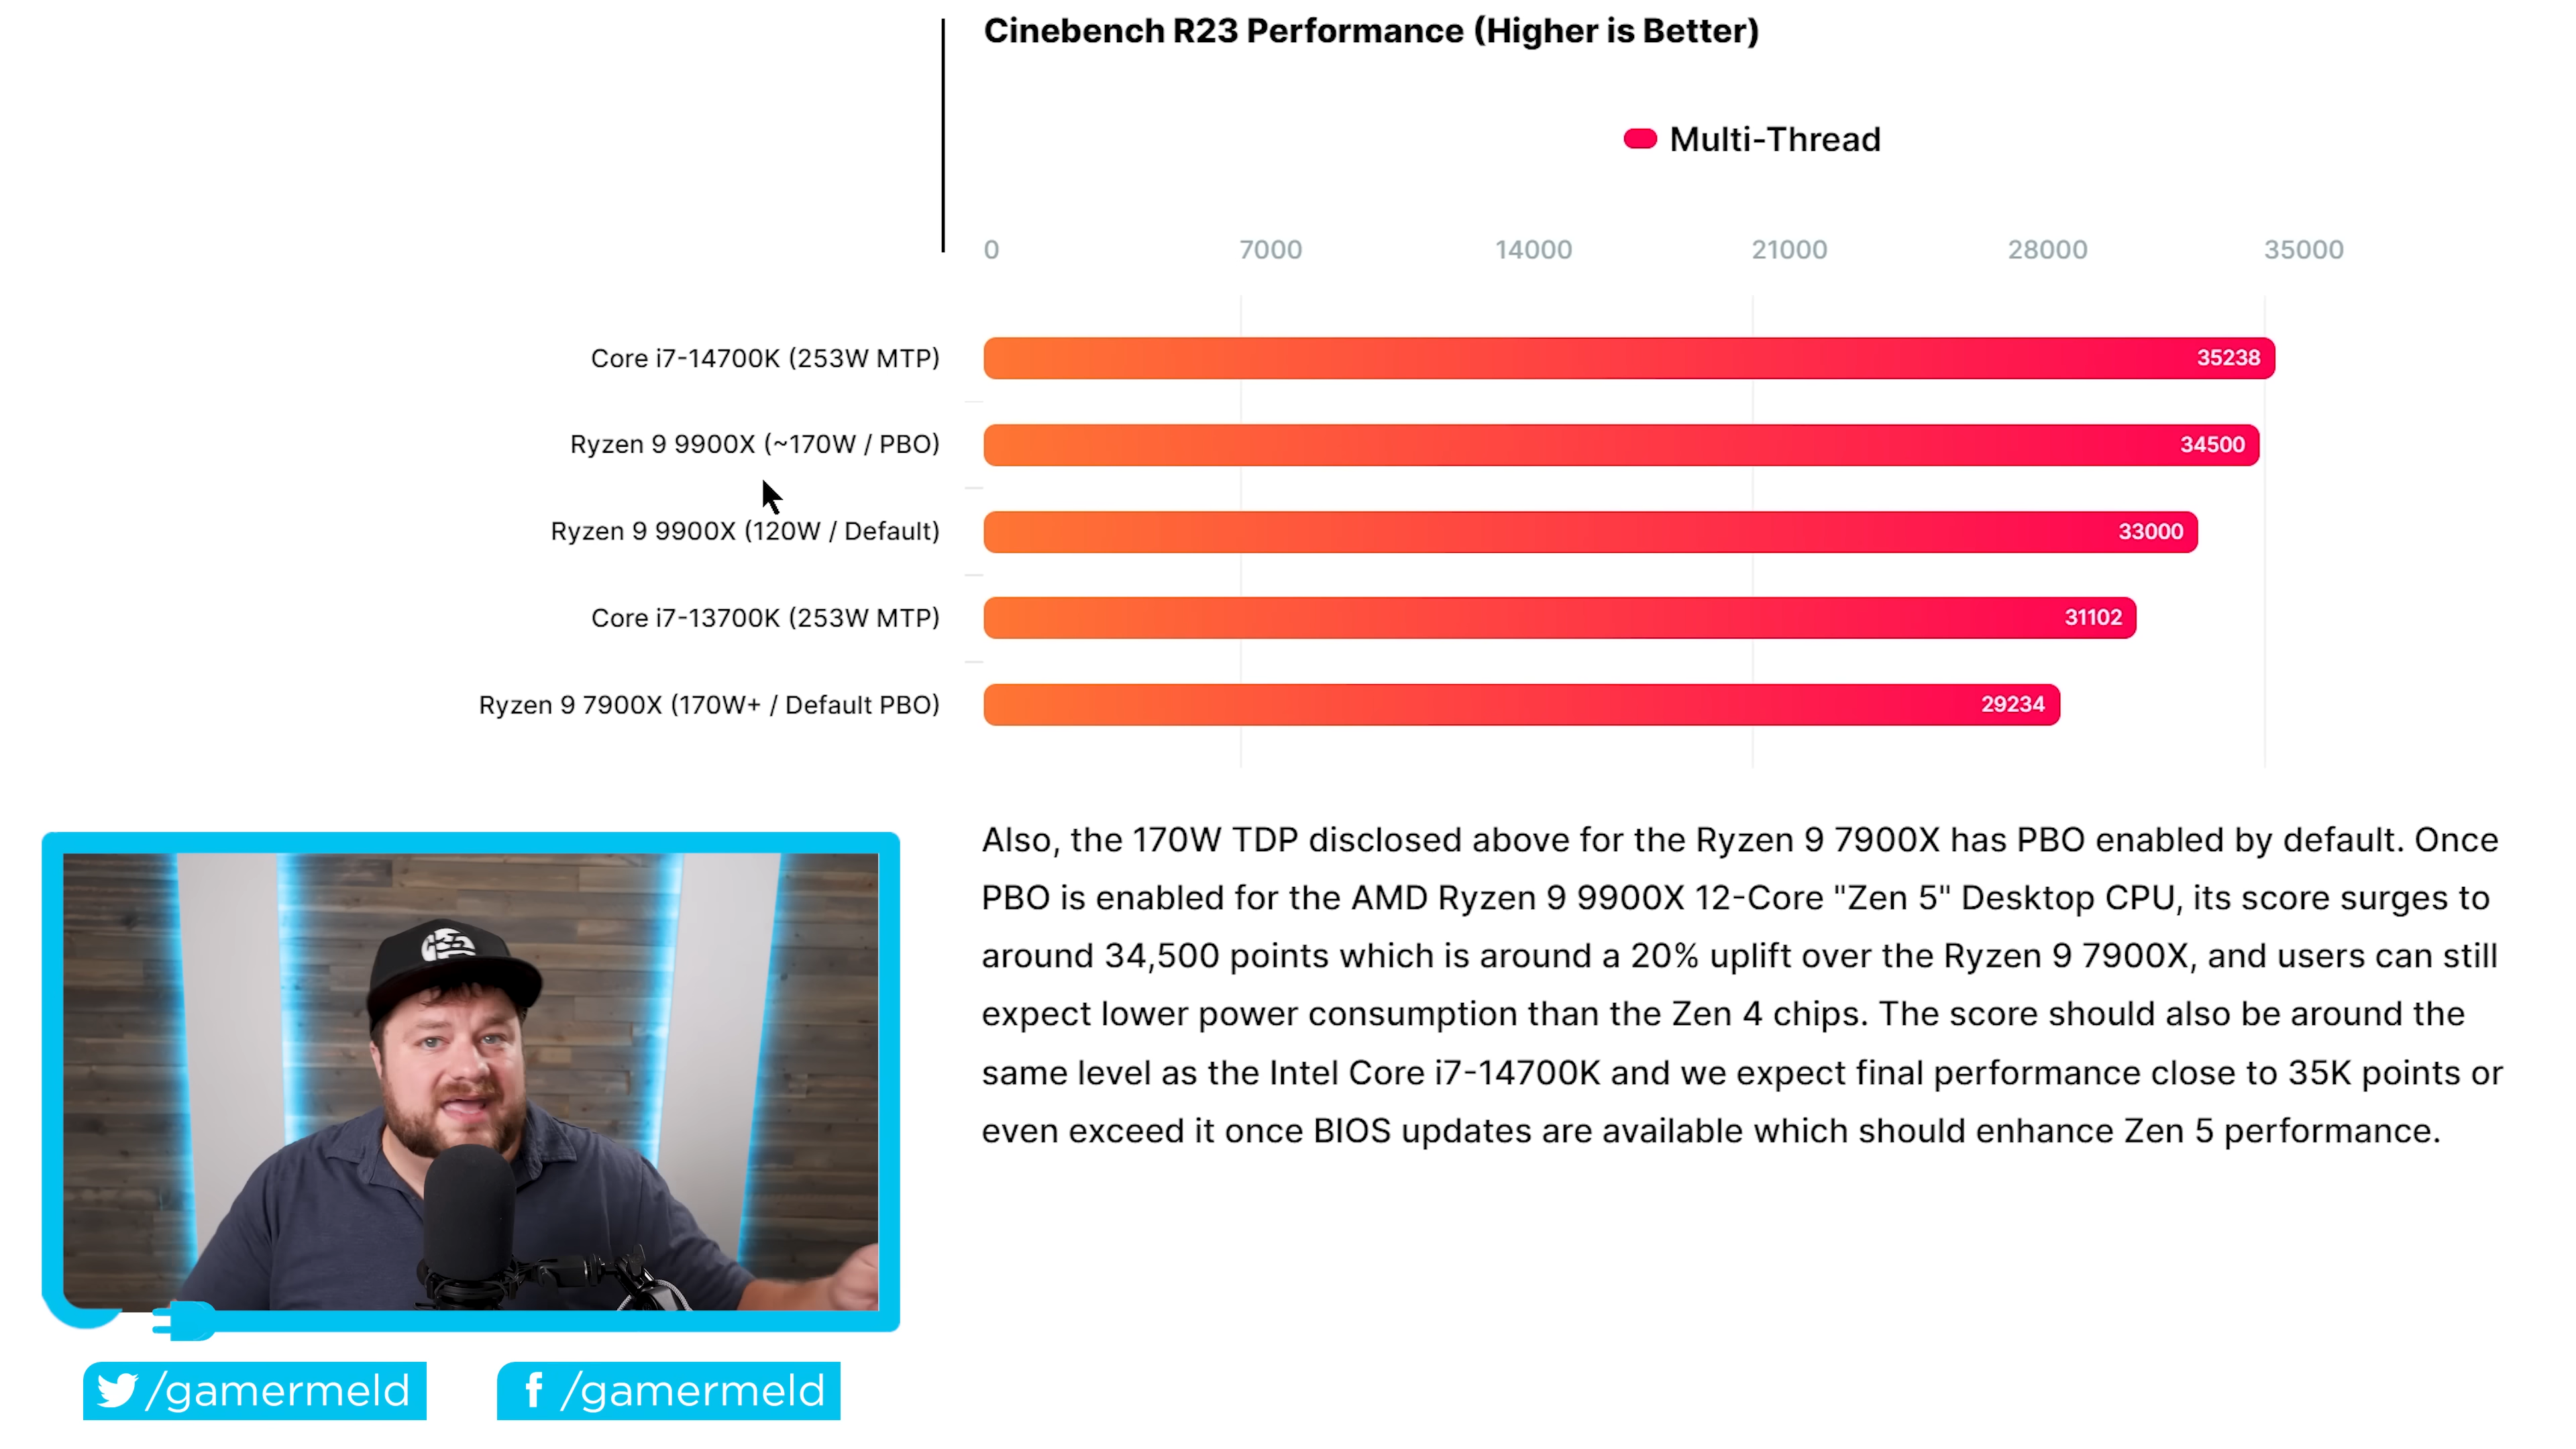 Cinebench R23 Performance (Higher is Better)
Multi-Thread
0 7000 14000 21000 28000 35000
Core i7-14700K (253W MTP) 35238
Ryzen 9 9900X (~170W / PBO) 34500
Ryzen 9 9900X (120W / Default) 33000
Core i7-13700K (253W MTP) 31102
Ryzen 9 7900X (170W+ / Default PBO) 29234
Also, the 170W TDP disclosed above for the Ryzen 9 7900X has PBO enabled by default. Once
PBO is enabled for the AMD Ryzen 9 9900X 12-Core "Zen 5" Desktop CPU, its score surges to
around 34,500 points which is around a 20% uplift over the Ryzen 9 7900X, and users can still
expect lower power consumption than the Zen 4 chips. The score should also be around the
same level as the Intel Core i7-14700K and we expect final performance close to 35K points or
even exceed it once BIOS updates are available which should enhance Zen 5 performance.
/gamermeld
/gamermeld